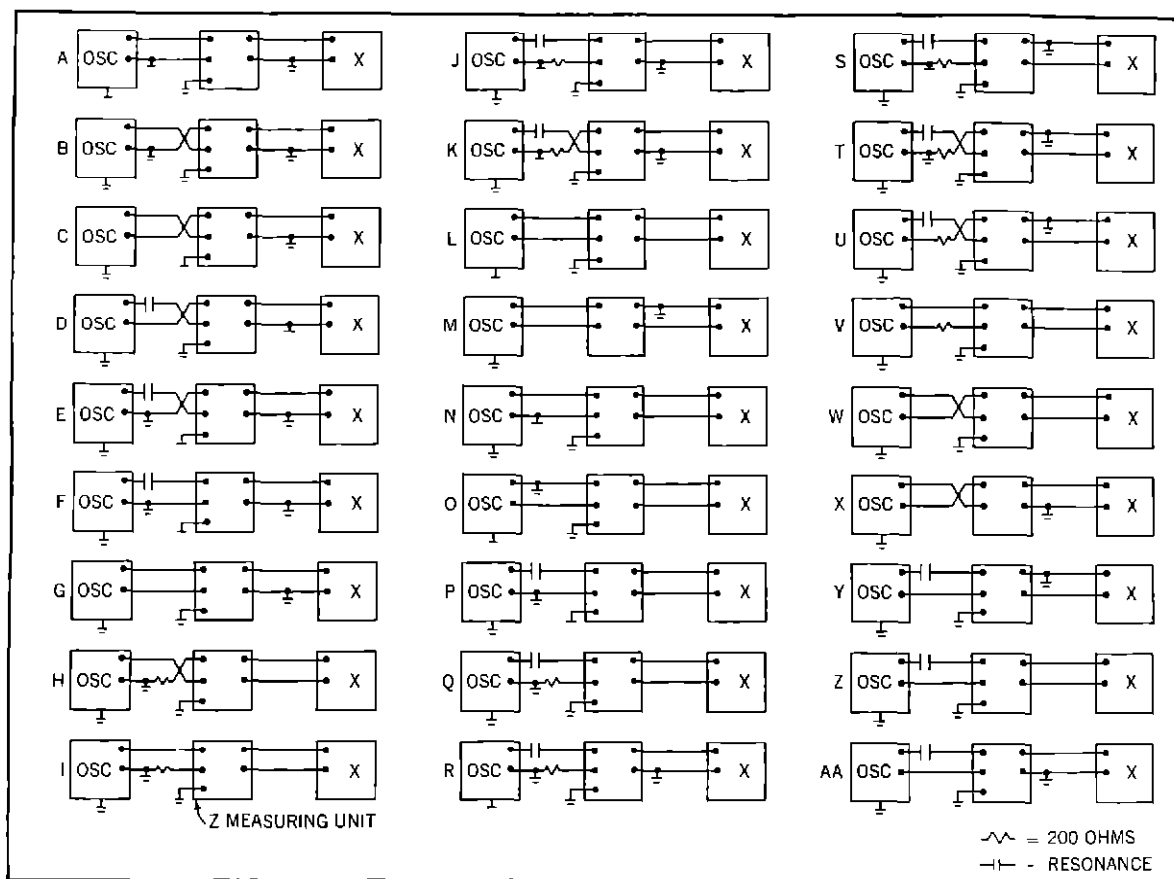 A OSC X
B OSC X
C OSC X
D OSC X
E OSC X
F OSC X
G OSC X
H OSC X
I OSC X
Z MEASURING UNIT
J OSC X
K OSC X
L OSC X
M OSC X
N OSC X
O OSC X
P OSC X
Q OSC X
R OSC X
S OSC X
T OSC X
U OSC X
V OSC X
W OSC X
X OSC X
Y OSC X
Z OSC X
AA OSC X
= 200 OHMS
- RESONANCE